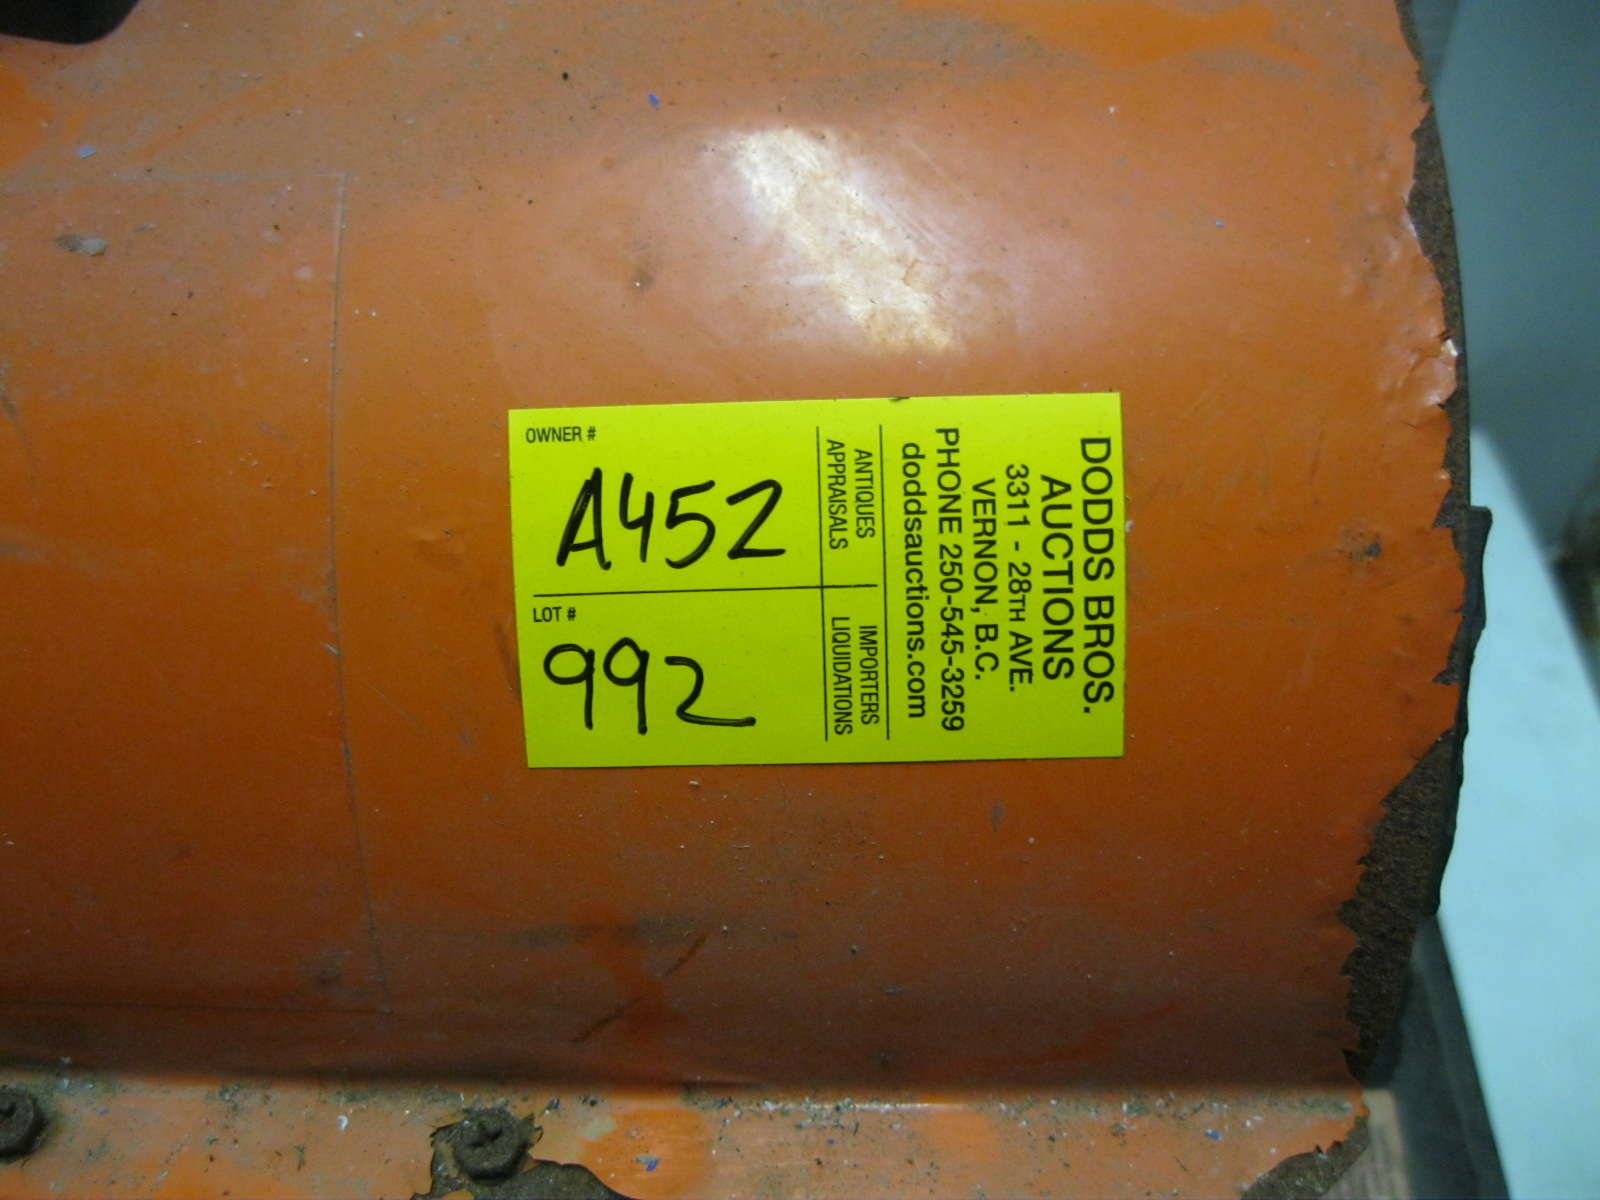 DODDS BROS.
AUCTIONS
3311 - 28TH AVE.
VERNON, B.C.
PHONE 250-545-3259
doddsauctions.com
ANTIQUES
APPRAISALS
IMPORTERS
LIQUIDATIONS
OWNER #
A452
LOT #
992